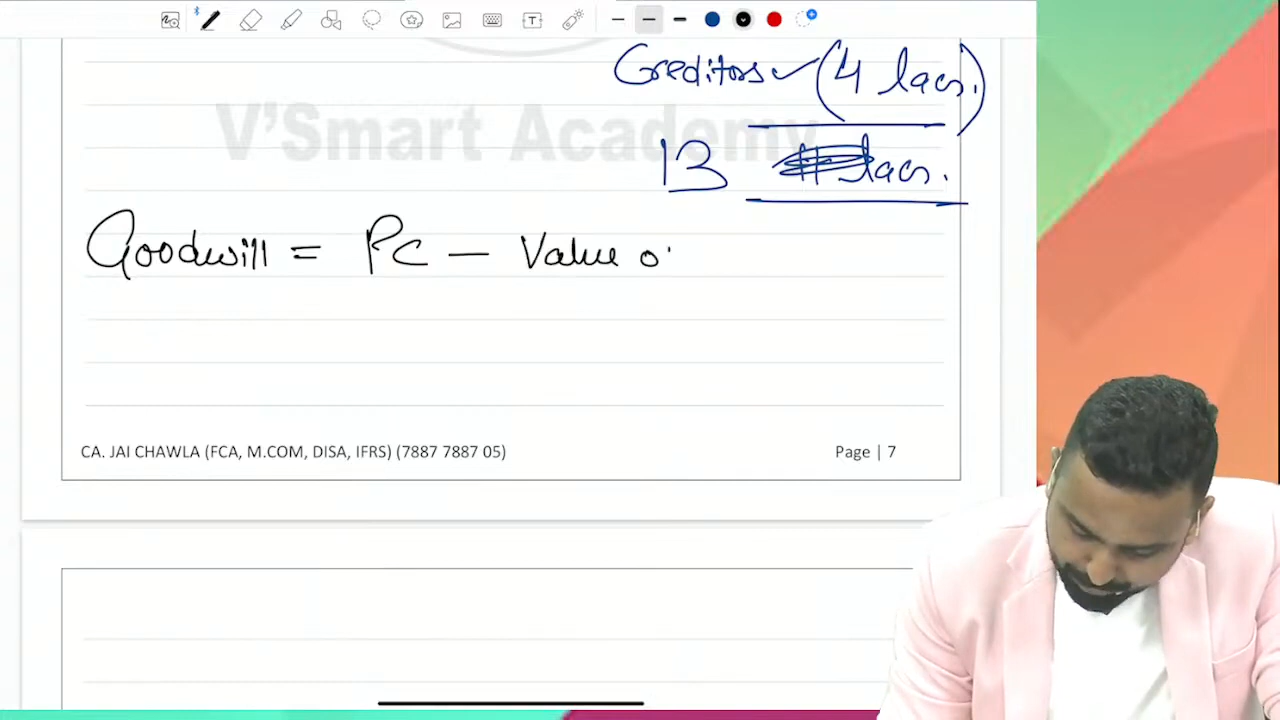 Creditors (4 lacs.)
V'Smart Academy
13 lacs.
Goodwill = PC — Value o
CA. JAI CHAWLA (FCA, M.COM, DISA, IFRS) (7887 7887 05)
Page | 7